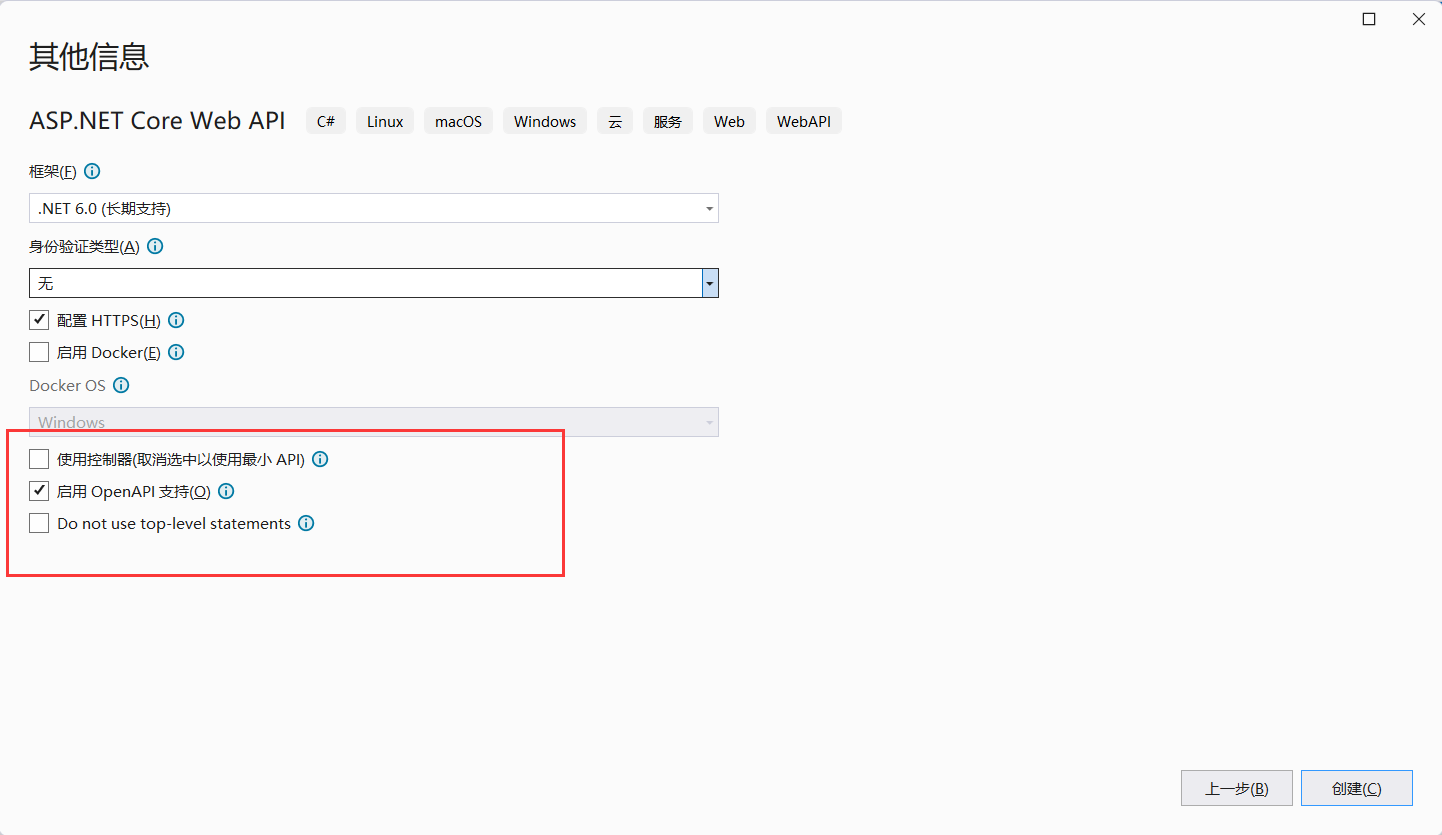 其他信息
ASP.NET Core Web API C# Linux macOS Windows 云 服务 Web WebAPI
框架(F)
.NET 6.0 (长期支持)
身份验证类型(A)
无
配置 HTTPS(H)
启用 Docker(E)
Docker OS
Windows
使用控制器(取消选中以使用最小 API)
启用 OpenAPI 支持(O)
Do not use top-level statements
上一步(B) 创建(C)